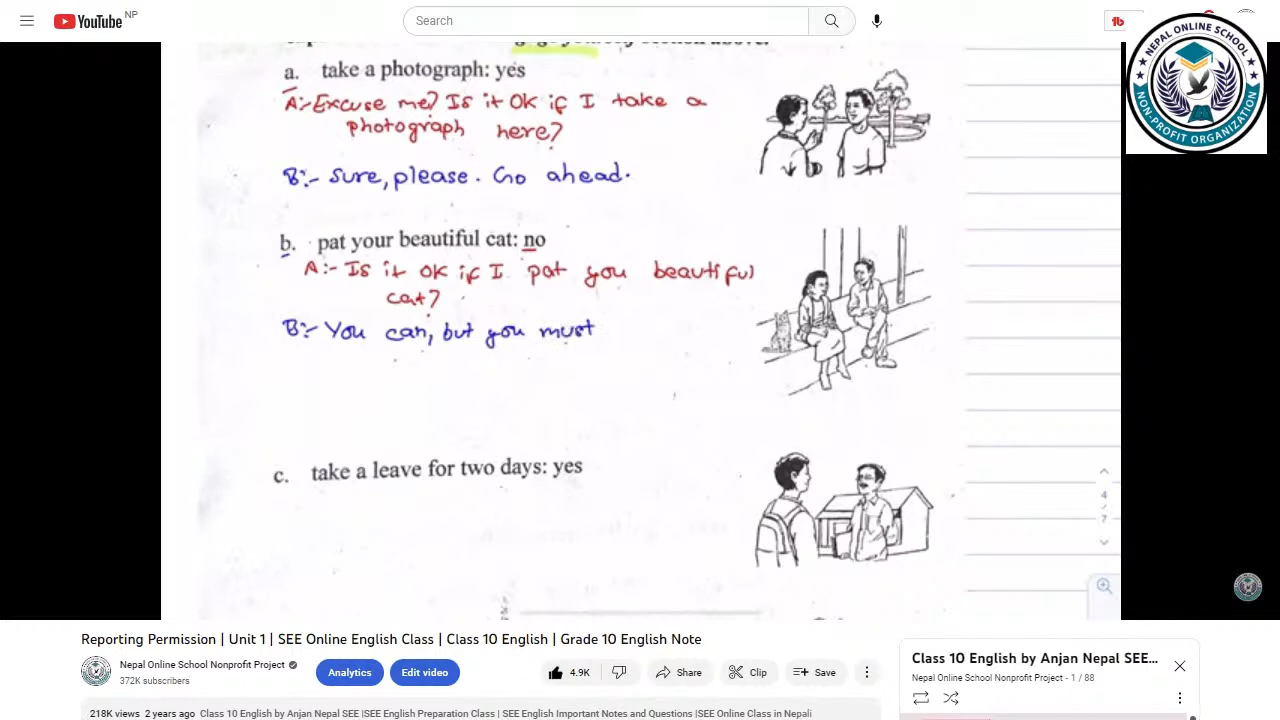 NP
YouTube
Search
NEPAL ONLINE SCHOOL
NON-PROFIT ORGANIZATION
a. take a photograph: yes
A:- Excuse me? Is it Ok if I take a
photograph here?
B:- Sure, please. Go ahead.
b. pat your beautiful cat: no
A:- Is it ok if I pat you beautiful
cat?
B:- You can, but you must
c. take a leave for two days: yes
4
/
7
Reporting Permission | Unit 1 | SEE Online English Class | Class 10 English | Grade 10 English Note
Nepal Online School Nonprofit Project
372K subscribers
Analytics
Edit video
4.9K
Share
Clip
Save
218K views 2 years ago Class 10 English by Anjan Nepal SEE |SEE English Preparation Class | SEE English Important Notes and Questions |SEE Online Class in Nepali
Class 10 English by Anjan Nepal SEE...
Nepal Online School Nonprofit Project - 1 / 88